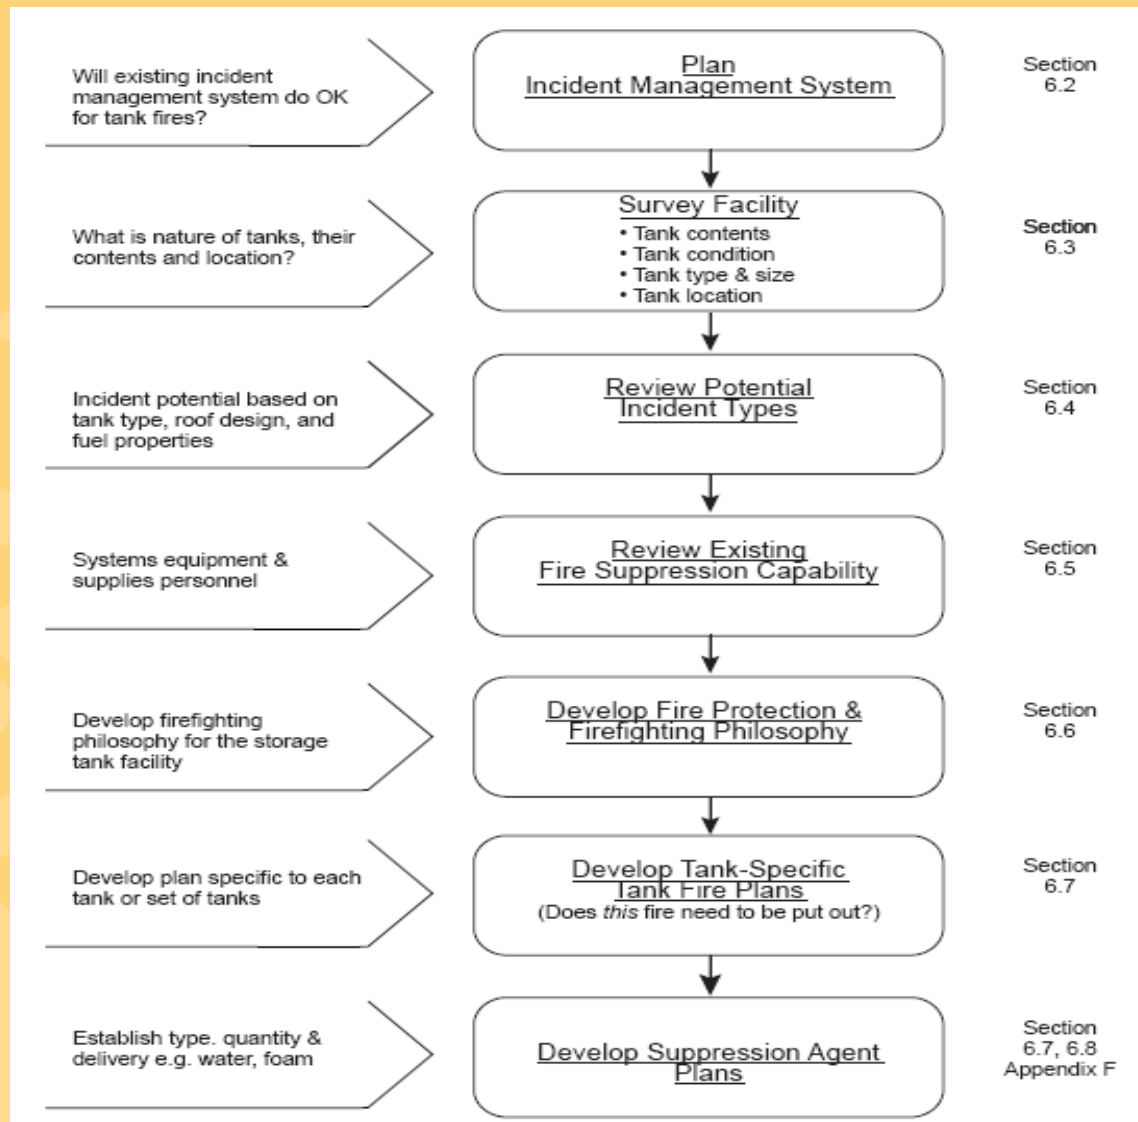 Will existing incident
management system do OK
for tank fires?
Plan
Incident Management System
Section
6.2
What is nature of tanks, their
contents and location?
Survey Facility
• Tank contents
• Tank condition
• Tank type & size
• Tank location
Section
6.3
Incident potential based on
tank type, roof design, and
fuel properties
Review Potential
Incident Types
Section
6.4
Systems equipment &
supplies personnel
Review Existing
Fire Suppression Capability
Section
6.5
Develop firefighting
philosophy for the storage
tank facility
Develop Fire Protection &
Firefighting Philosophy
Section
6.6
Develop plan specific to each
tank or set of tanks
Develop Tank-Specific
Tank Fire Plans
(Does this fire need to be put out?)
Section
6.7
Establish type. quantity &
delivery e.g. water, foam
Develop Suppression Agent
Plans
Section
6.7, 6.8
Appendix F